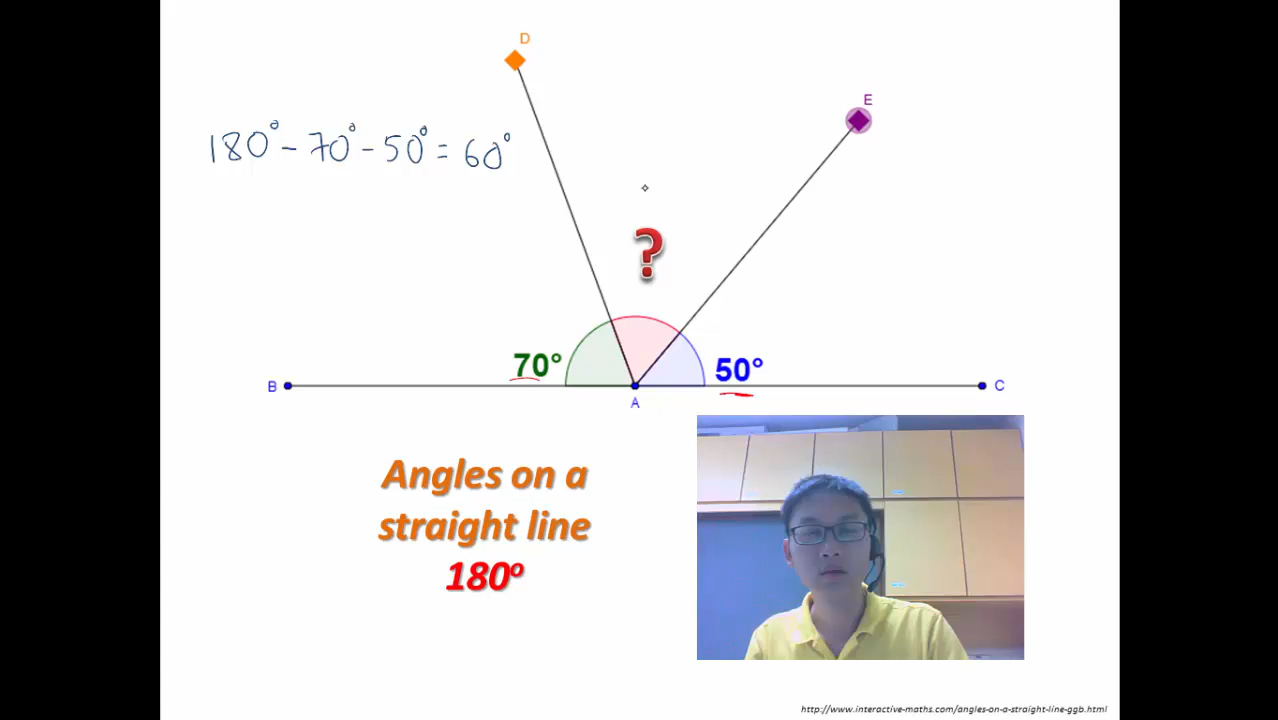 D
E
180° - 70° - 50° = 60°
?
70°
50°
B
A
C
Angles on a
straight line
180º
http://www.interactive-maths.com/angles-on-a-straight-line-ggb.html